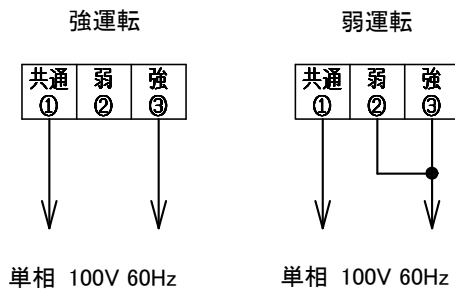 強運転
共通 弱 強
① ② ③
単相 100V 60Hz
弱運転
共通 弱 強
① ② ③
単相 100V 60Hz